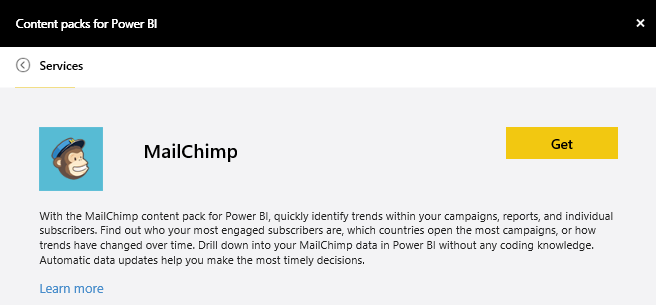 Content packs for Power BI
Services
MailChimp
Get
With the MailChimp content pack for Power BI, quickly identify trends within your campaigns, reports, and individual
subscribers. Find out who your most engaged subscribers are, which countries open the most campaigns, or how
trends have changed over time. Drill down into your MailChimp data in Power BI without any coding knowledge.
Automatic data updates help you make the most timely decisions.
Learn more